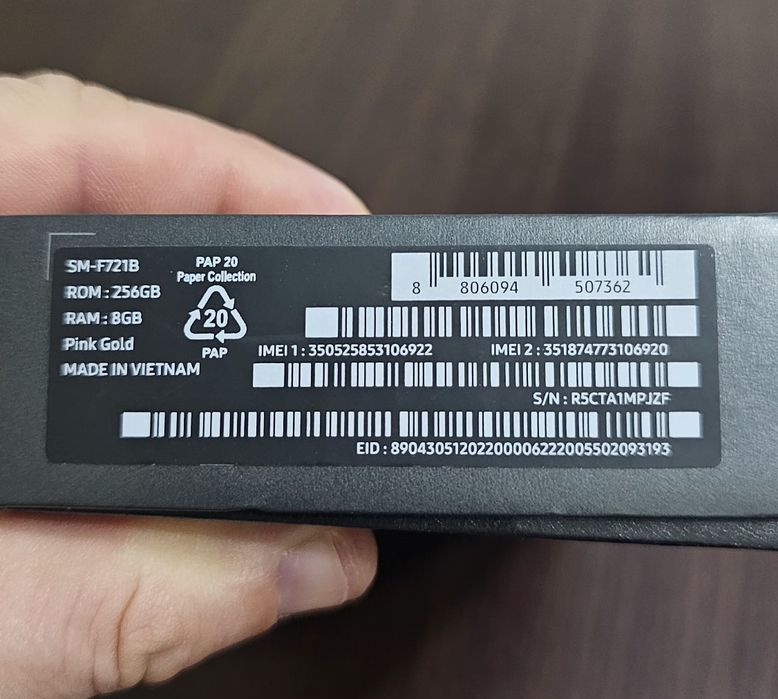 SM-F721B
ROM : 256GB
RAM : 8GB
Pink Gold
MADE IN VIETNAM
PAP 20
Paper Collection
20
PAP
8 806094 507362
IMEI 1 : 350525853106922 IMEI 2 : 351874773106920
S/N : R5CTA1MPJZF
EID : 89043051202200006222005502093193